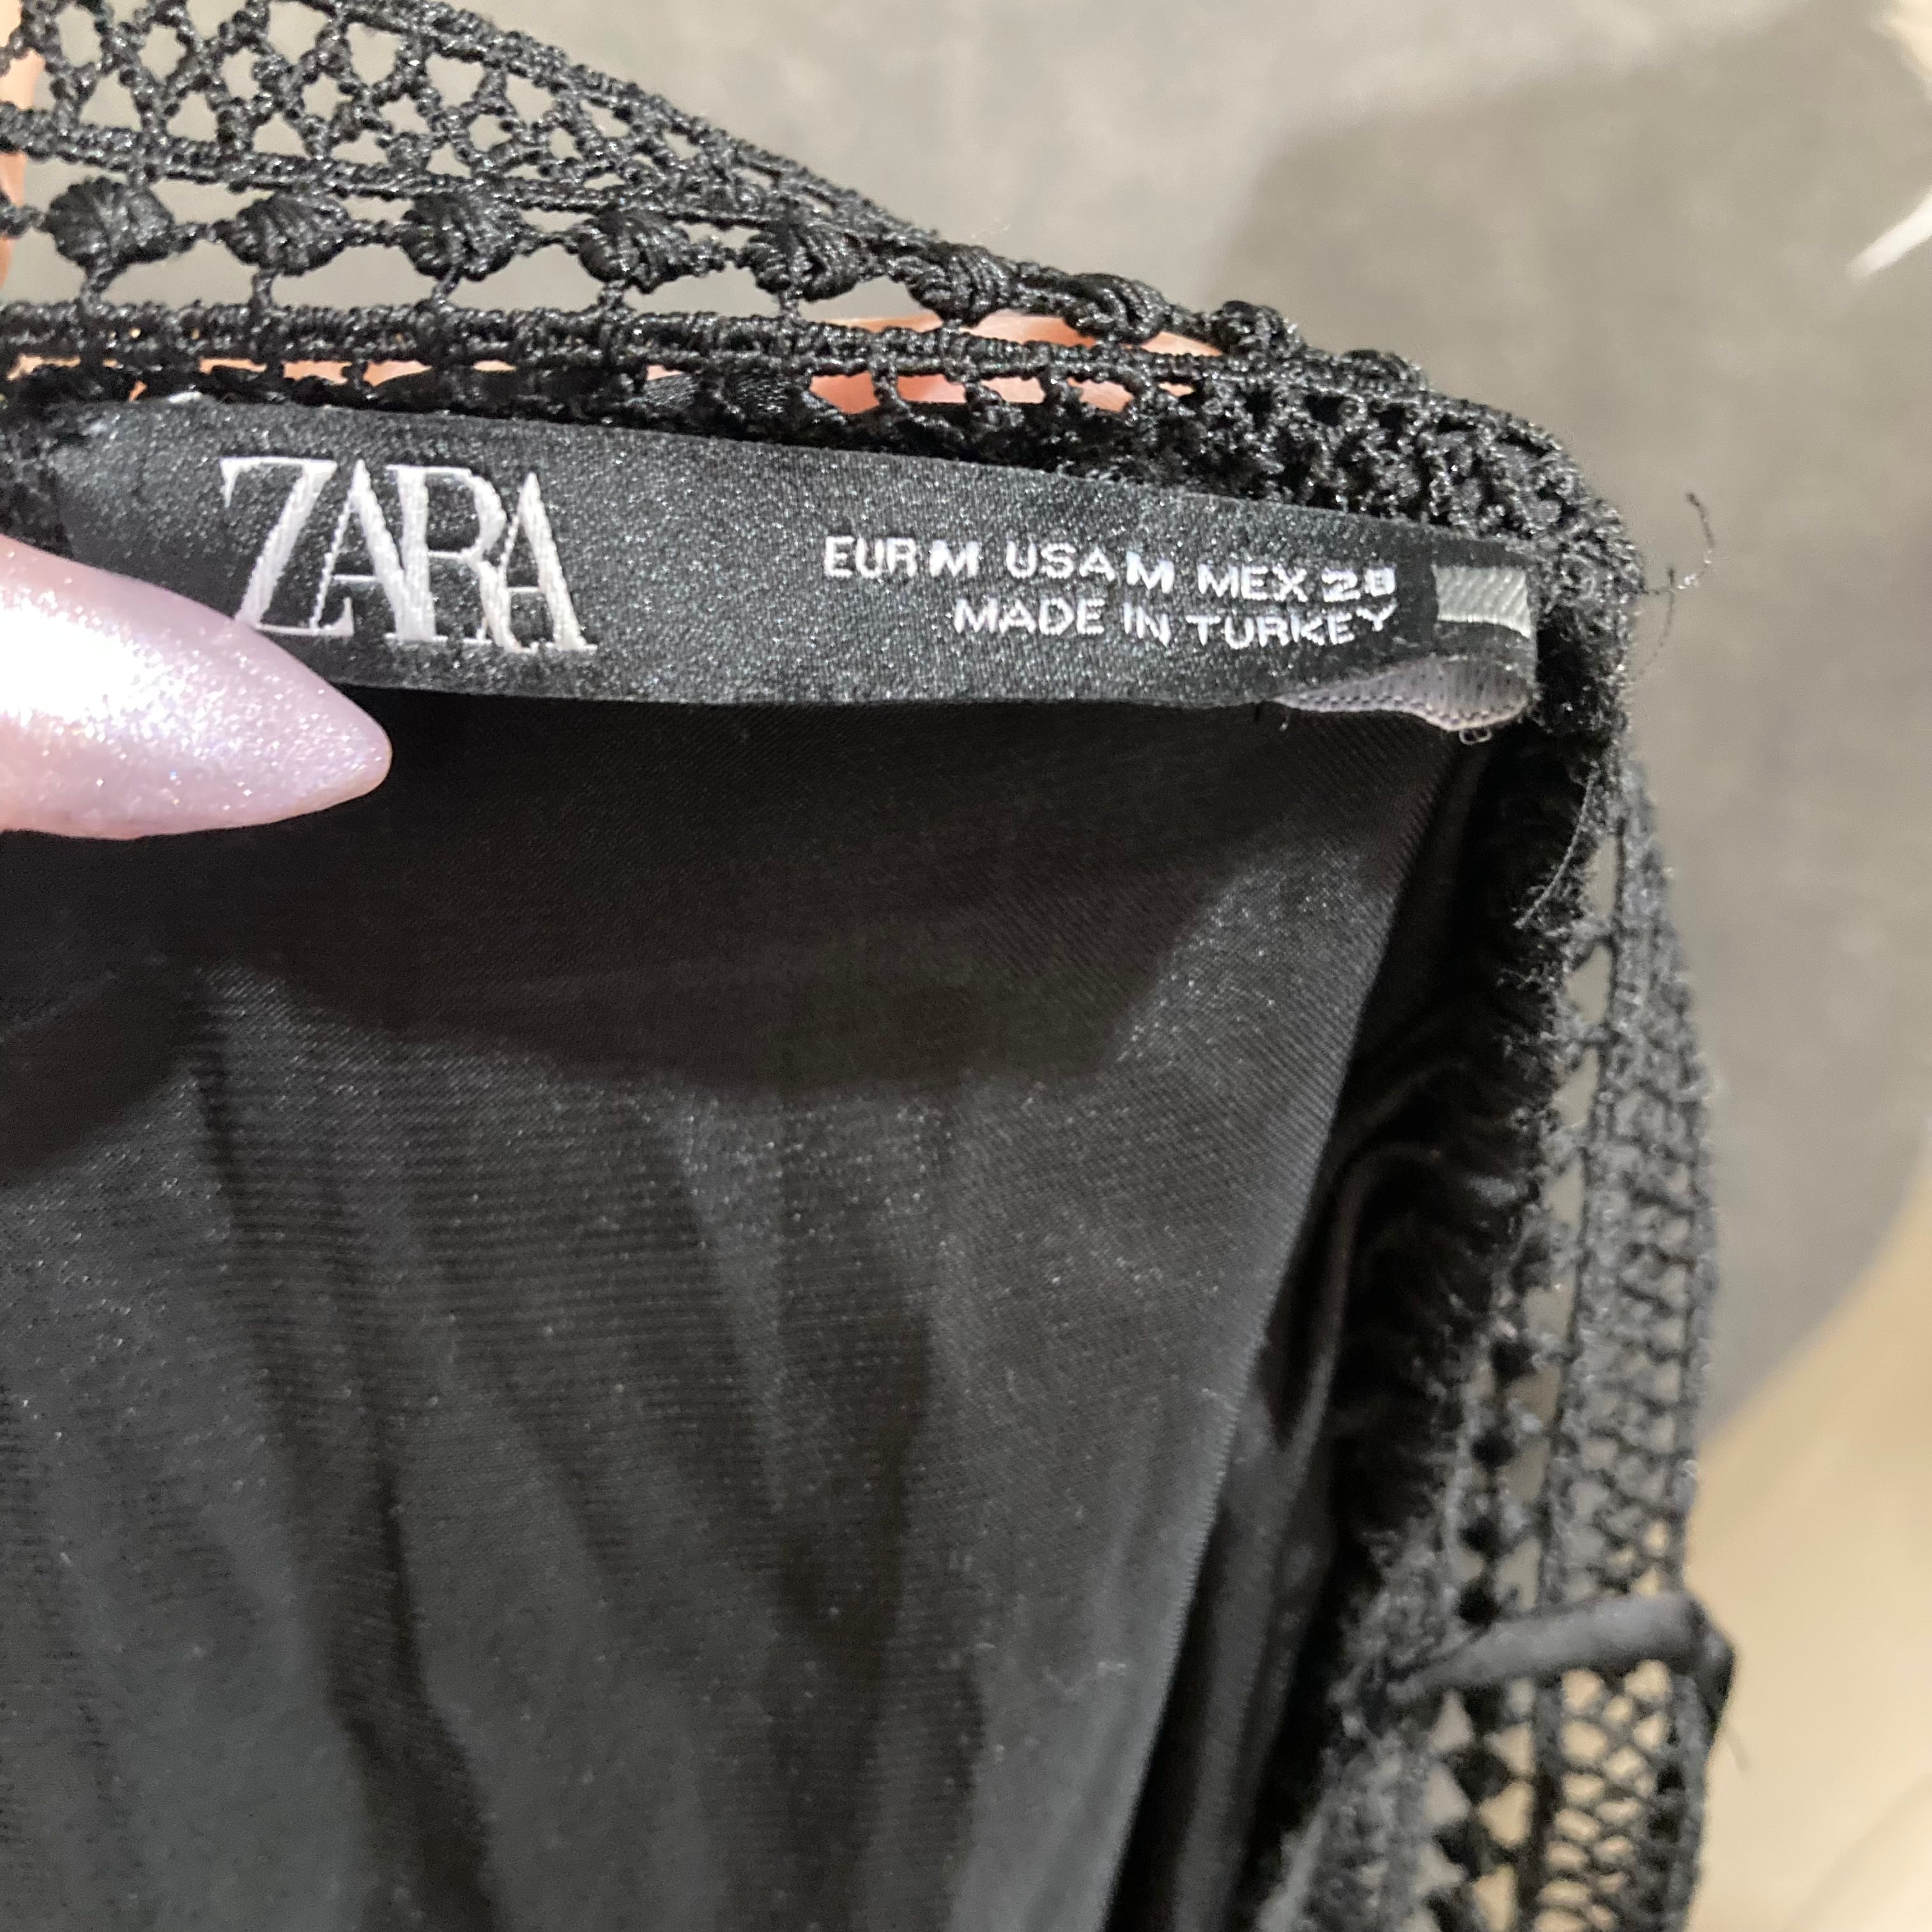 ZARA
EUR M USA M MEX 28
MADE IN TURKEY